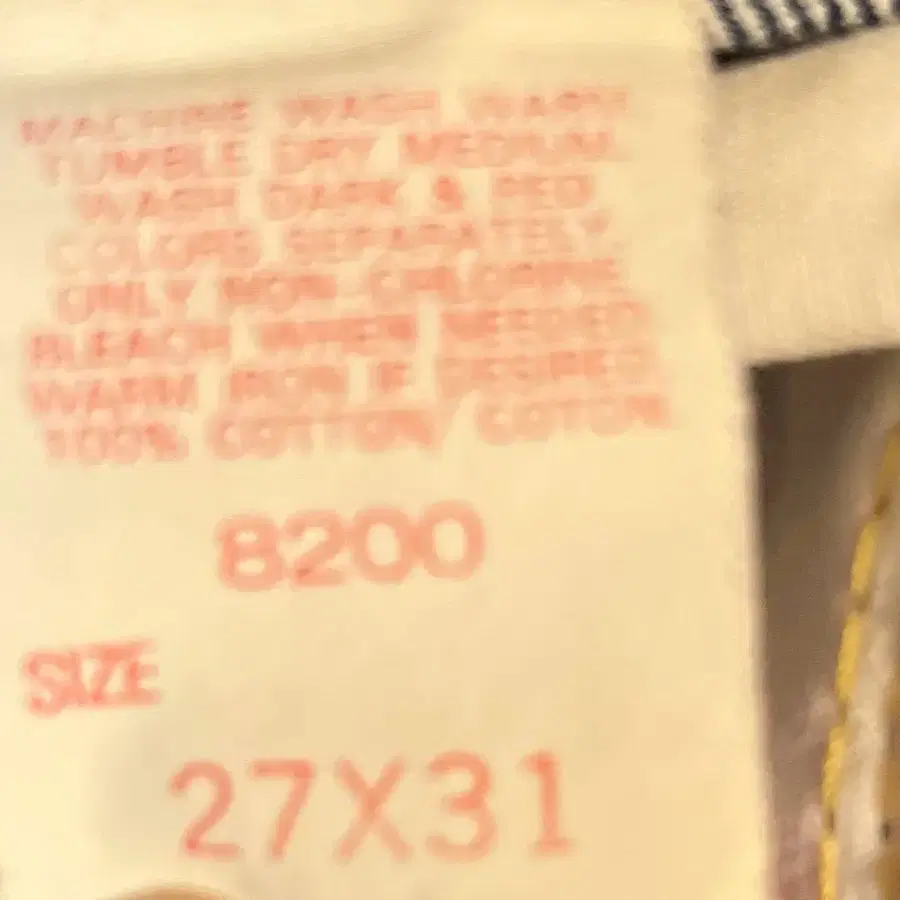 MACHINE WASH WARM.
TUMBLE DRY MEDIUM.
WASH DARK & RED
COLORS SEPARATELY.
ONLY NON CHLORINE
BLEACH WHEN NEEDED.
WARM IRON IF DESIRED.
100% COTTON/ COTON.
8200
SIZE
27X31